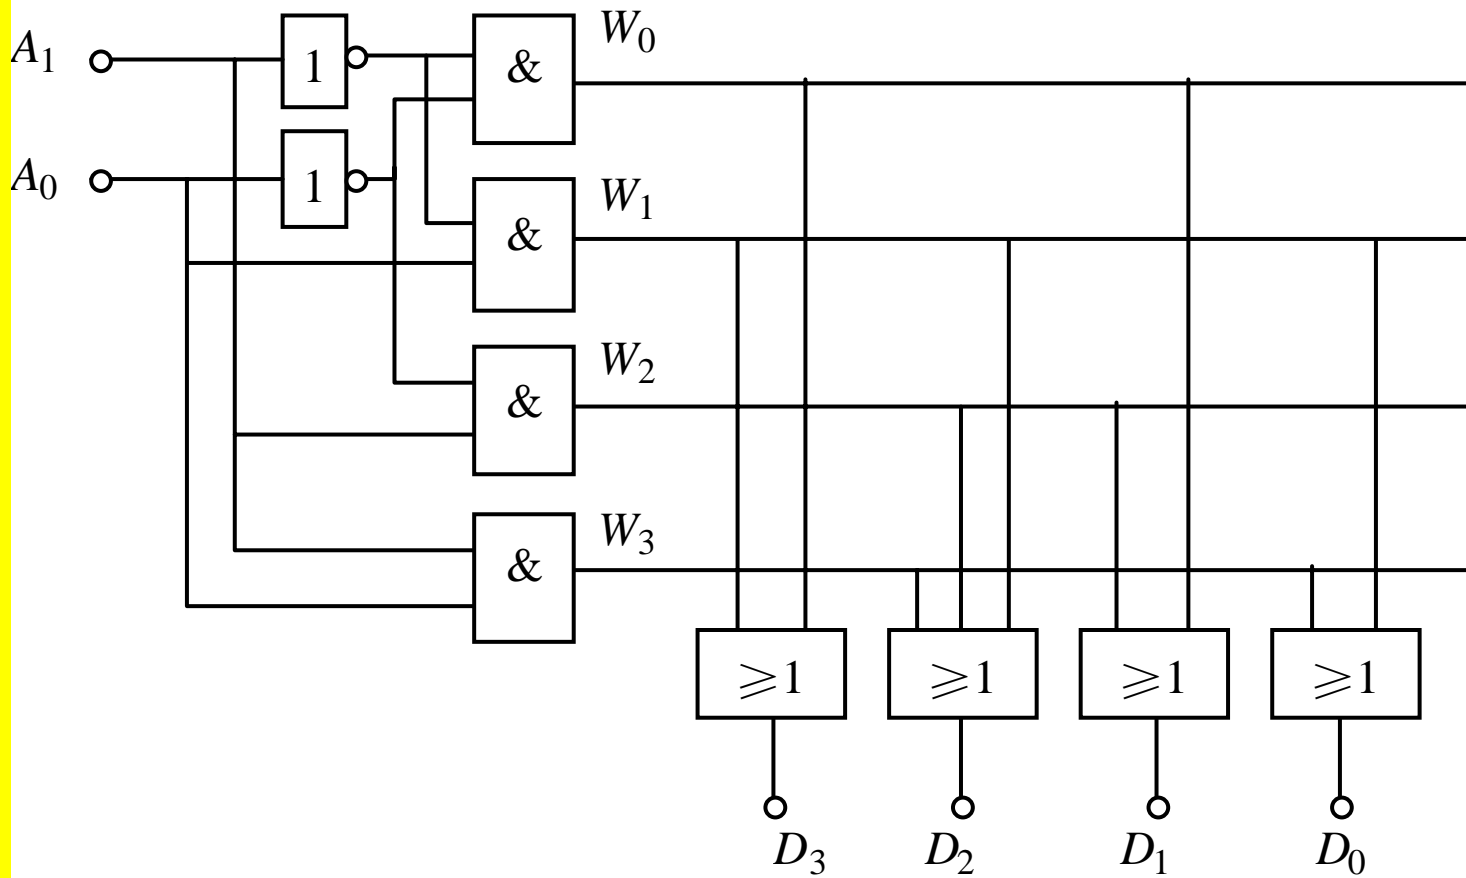 A₁ 1 & W₀
A₀ 1 & W₁
& W₂
& W₃
⩾1 ⩾1 ⩾1 ⩾1
D₃ D₂ D₁ D₀